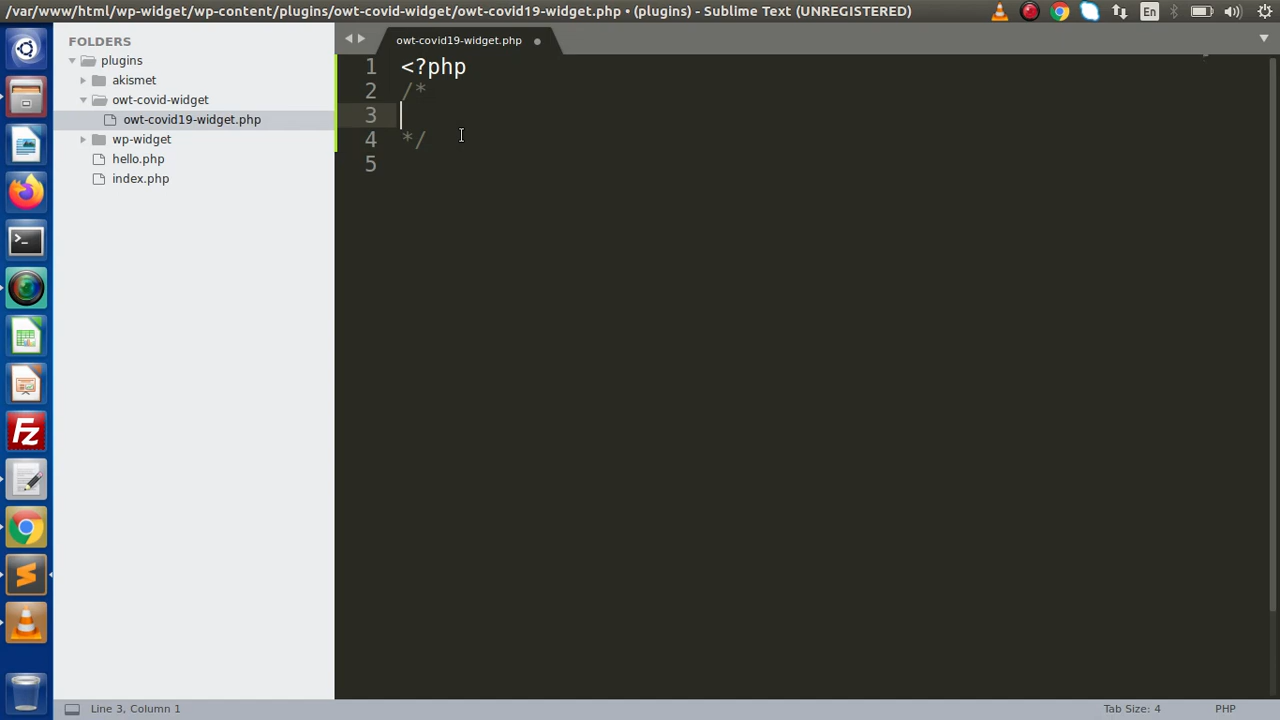 /var/www/html/wp-widget/wp-content/plugins/owt-covid-widget/owt-covid19-widget.php • (plugins) - Sublime Text (UNREGISTERED)
En
FOLDERS
plugins
akismet
owt-covid-widget
owt-covid19-widget.php
wp-widget
hello.php
index.php
owt-covid19-widget.php
1 <?php
2 /*
3
4 */
5
Line 3, Column 1
Tab Size: 4
PHP